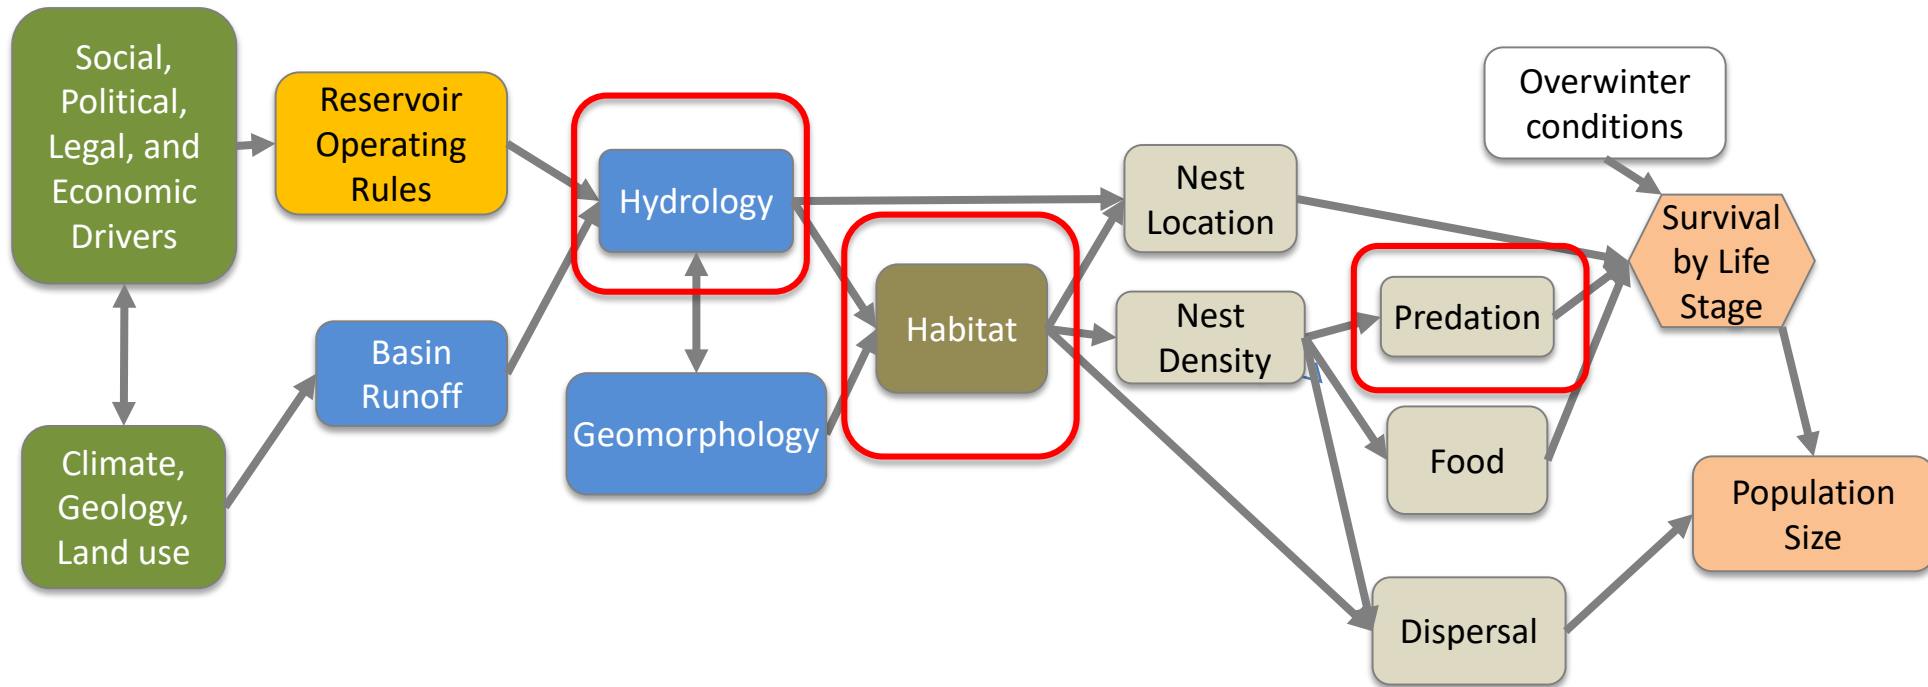 Social,
Political,
Legal, and
Economic
Drivers
Reservoir
Operating
Rules
Hydrology
Nest
Location
Overwinter
conditions
Survival
by Life
Stage
Habitat
Nest
Density
Predation
Basin
Runoff
Geomorphology
Food
Climate,
Geology,
Land use
Population
Size
Dispersal